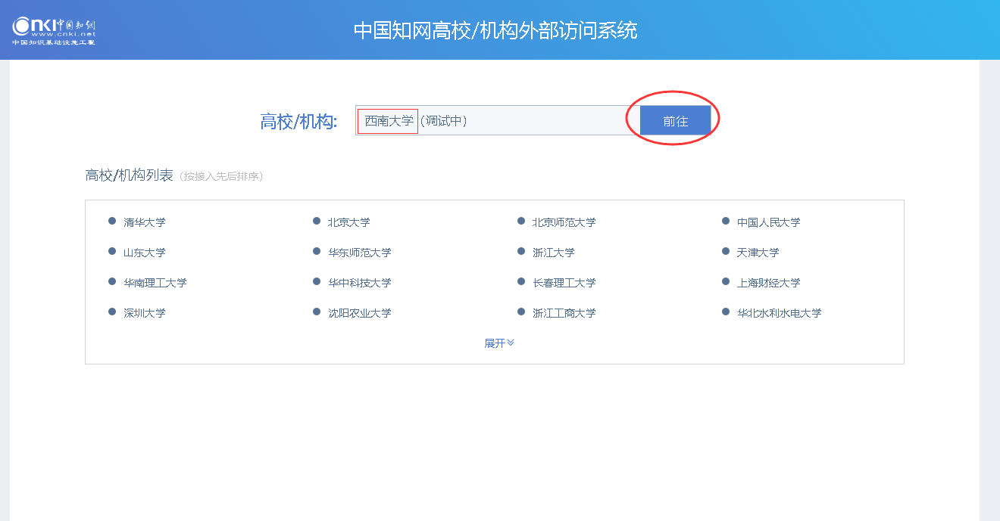 cnki中国知网
www.cnki.net
中国知识基础设施工程
中国知网高校/机构外部访问系统
高校/机构: 西南大学 (调试中) 前往
高校/机构列表 (按接入先后排序)
清华大学 北京大学 北京师范大学 中国人民大学
山东大学 华东师范大学 浙江大学 天津大学
华南理工大学 华中科技大学 长春理工大学 上海财经大学
深圳大学 沈阳农业大学 浙江工商大学 华北水利水电大学
展开